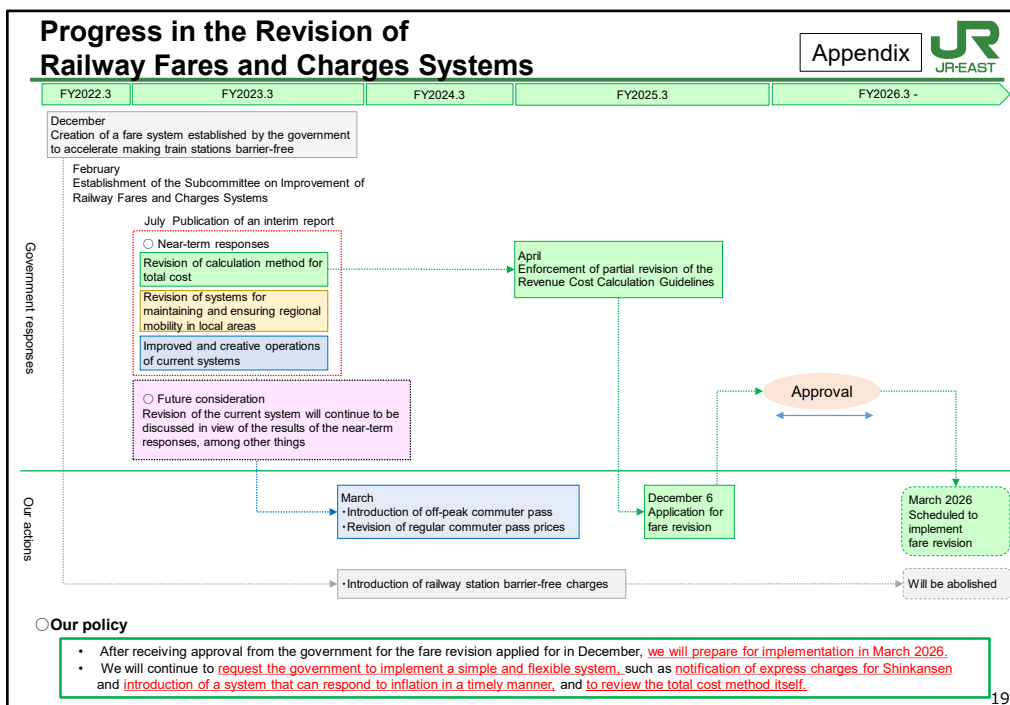 Progress in the Revision of
Railway Fares and Charges Systems
Appendix
JR-EAST
FY2022.3
FY2023.3
FY2024.3
FY2025.3
FY2026.3 -
Government responses
December
Creation of a fare system established by the government
to accelerate making train stations barrier-free
February
Establishment of the Subcommittee on Improvement of
Railway Fares and Charges Systems
July Publication of an interim report
○ Near-term responses
Revision of calculation method for
total cost
Revision of systems for
maintaining and ensuring regional
mobility in local areas
Improved and creative operations
of current systems
○ Future consideration
Revision of the current system will continue to be
discussed in view of the results of the near-term
responses, among other things
April
Enforcement of partial revision of the
Revenue Cost Calculation Guidelines
Approval
Our actions
March
・Introduction of off-peak commuter pass
・Revision of regular commuter pass prices
December 6
Application for
fare revision
March 2026
Scheduled to
implement
fare revision
・Introduction of railway station barrier-free charges
Will be abolished
○Our policy
• After receiving approval from the government for the fare revision applied for in December, we will prepare for implementation in March 2026.
• We will continue to request the government to implement a simple and flexible system, such as notification of express charges for Shinkansen
and introduction of a system that can respond to inflation in a timely manner, and to review the total cost method itself.
19